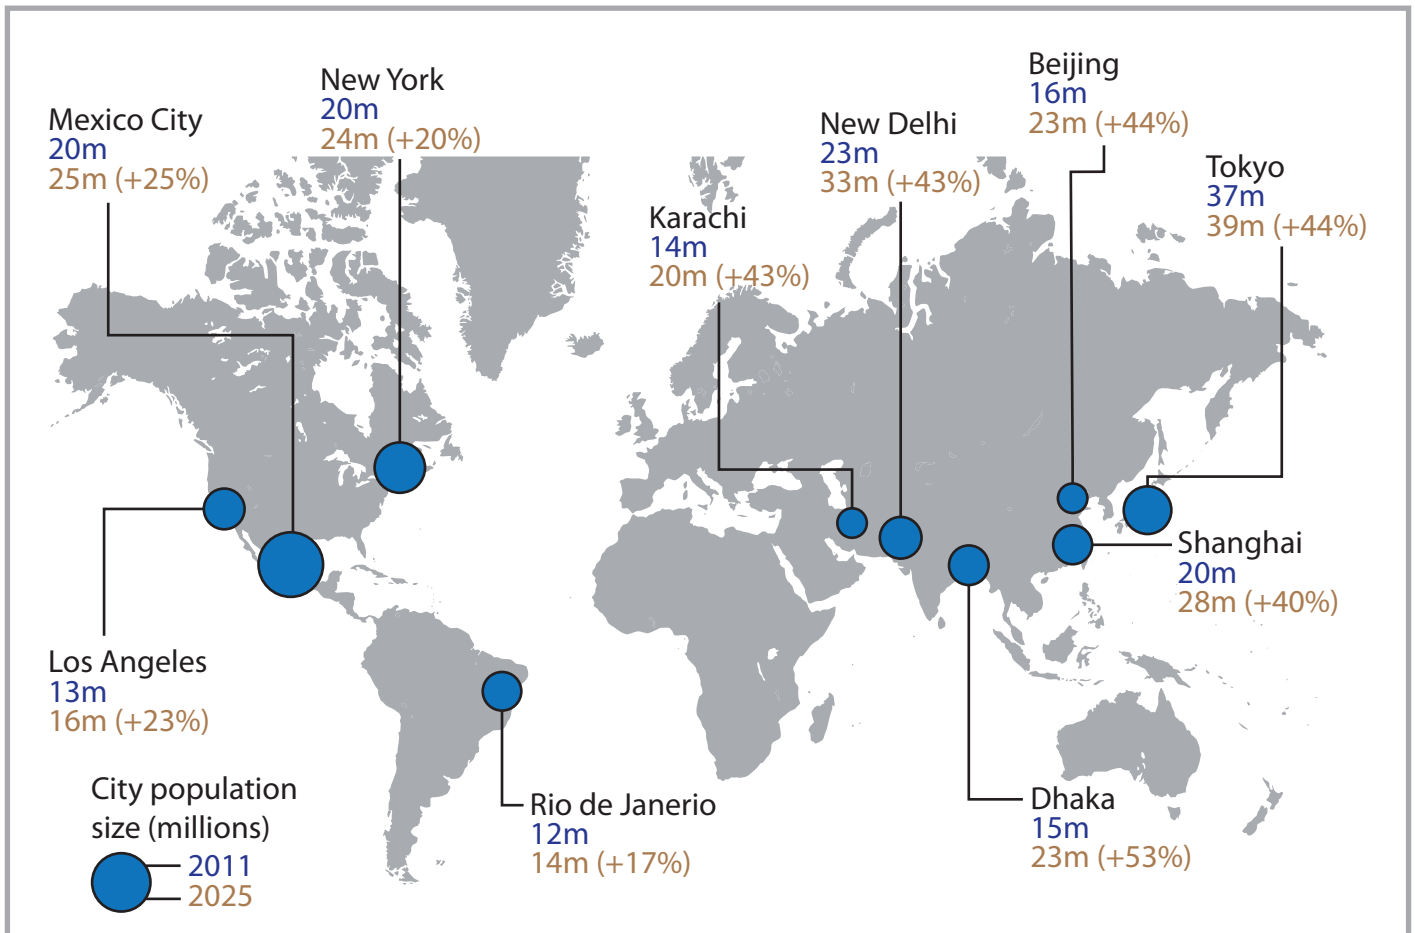 Mexico City
20m
25m (+25%)
New York
20m
24m (+20%)
Karachi
14m
20m (+43%)
New Delhi
23m
33m (+43%)
Beijing
16m
23m (+44%)
Tokyo
37m
39m (+44%)
Shanghai
20m
28m (+40%)
Los Angeles
13m
16m (+23%)
Rio de Janerio
12m
14m (+17%)
Dhaka
15m
23m (+53%)
City population
size (millions)
2011
2025